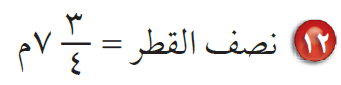 ١٢ نصف القطر = ٧ ٣/٤ م